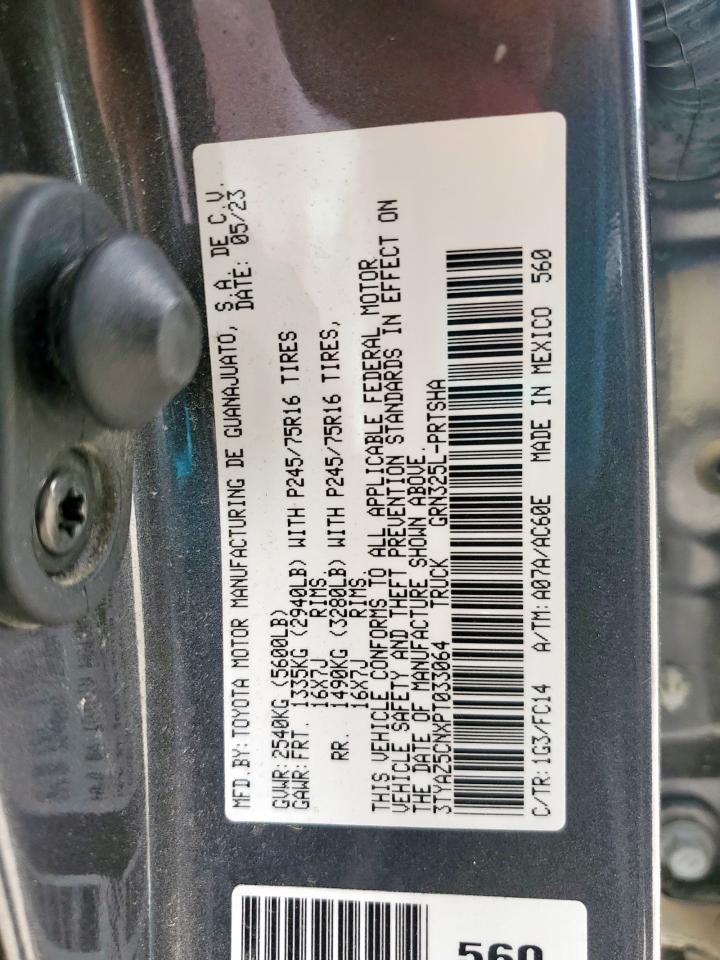 MFD.BY:TOYOTA MOTOR MANUFACTURING DE GUANAJUATO, S.A. DE C.V.
DATE: 05/23
GVWR:2540KG (5600LB)
GAWR:FRT. 1335KG (2940LB) WITH P245/75R16 TIRES
16X7J RIMS
RR. 1490KG (3280LB) WITH P245/75R16 TIRES,
16X7J RIMS
THIS VEHICLE CONFORMS TO ALL APPLICABLE FEDERAL MOTOR
VEHICLE SAFETY AND THEFT PREVENTION STANDARDS IN EFFECT ON
THE DATE OF MANUFACTURE SHOWN ABOVE.
3TYAZ5CNXPT033064 TRUCK GRN325L-PRTSHA
C/TR:1G3/FC14 A/TM:A07A/AC60E MADE IN MEXICO 560
560